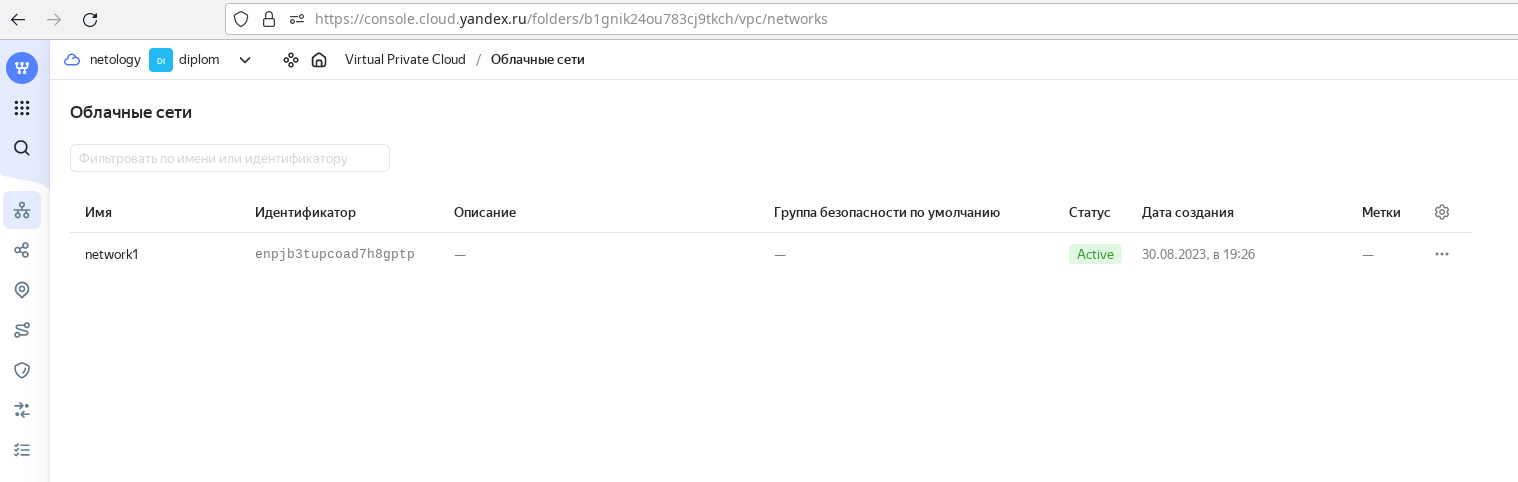 https://console.cloud.yandex.ru/folders/b1gnik24ou783cj9tkch/vpc/networks
netology DI diplom Virtual Private Cloud / Облачные сети
Облачные сети
Фильтровать по имени или идентификатору
Имя Идентификатор Описание Группа безопасности по умолчанию Статус Дата создания Метки
network1 enpjb3tupcoad7h8gptp — — Active 30.08.2023, в 19:26 —